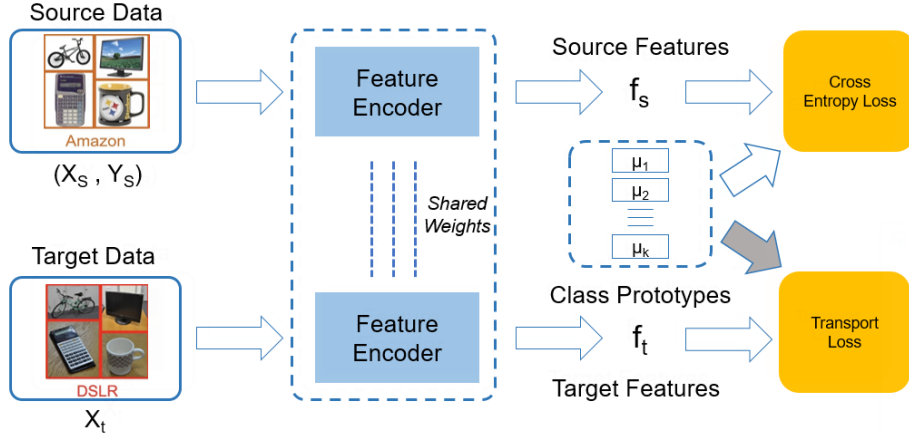 Source Data
Amazon
(X_S , Y_S)
Target Data
DSLR
X_t
Feature
Encoder
Shared
Weights
Feature
Encoder
Source Features
f_s
μ_1
μ_2
μ_k
Class Prototypes
f_t
Target Features
Cross
Entropy Loss
Transport
Loss